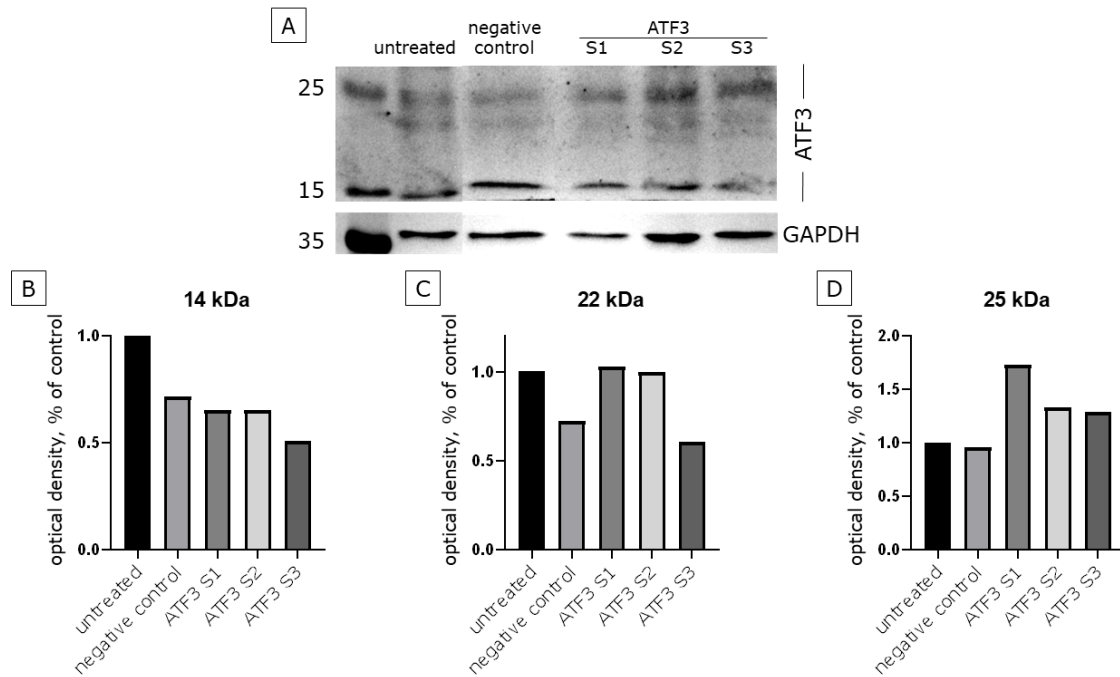 A
untreated
negative
control
ATF3
S1 S2 S3
25
15
ATF3
35
GAPDH
B
14 kDa
optical density, % of control
1.0
0.5
0.0
untreated
negative control
ATF3 S1
ATF3 S2
ATF3 S3
C
22 kDa
optical density, % of control
1.0
0.5
0.0
untreated
negative control
ATF3 S1
ATF3 S2
ATF3 S3
D
25 kDa
optical density, % of control
2.0
1.5
1.0
0.5
0.0
untreated
negative control
ATF3 S1
ATF3 S2
ATF3 S3